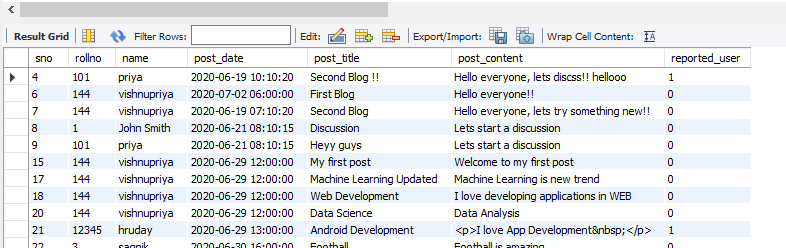 Result Grid Filter Rows: Edit: Export/Import: Wrap Cell Content: IA
sno rollno name post_date post_title post_content reported_user
4 101 priya 2020-06-19 10:10:20 Second Blog !! Hello everyone, lets discss!! hellooo 1
6 144 vishnupriya 2020-07-02 06:00:00 First Blog Hello everyone!! 0
7 144 vishnupriya 2020-06-19 07:10:20 Second Blog Hello everyone, lets try something new!! 0
8 1 John Smith 2020-06-21 08:10:15 Discussion Lets start a discussion 0
9 101 priya 2020-06-21 08:10:15 Heyy guys Lets start a discussion 0
15 144 vishnupriya 2020-06-29 12:00:00 My first post Welcome to my first post 0
17 144 vishnupriya 2020-06-29 12:00:00 Machine Learning Updated Machine Learning is new trend 0
18 144 vishnupriya 2020-06-29 12:00:00 Web Development I love developing applications in WEB 0
20 144 vishnupriya 2020-06-29 12:00:00 Data Science Data Analysis 0
21 12345 hruday 2020-06-29 13:00:00 Android Development <p>I love App Development&nbsp;</p> 1
22 3 sagnik 2020-06-30 16:00:00 Football Football is amazing 0